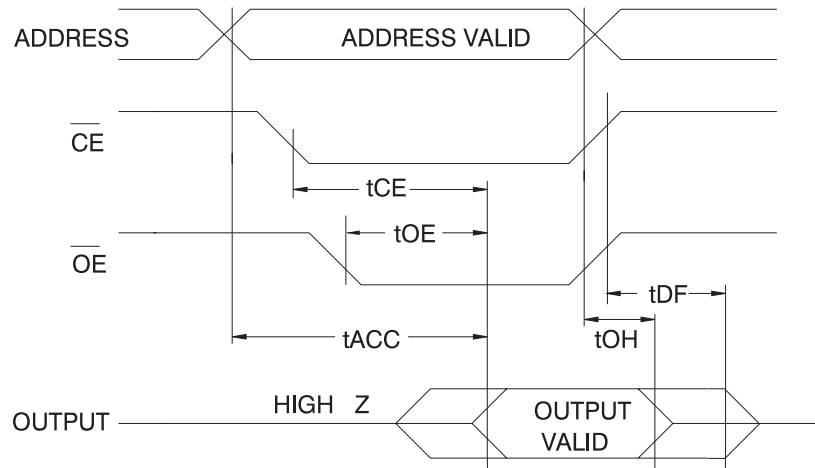 ADDRESS
ADDRESS VALID
CE
tCE
OE
tOE
tDF
tACC
tOH
OUTPUT
HIGH Z
OUTPUT
VALID